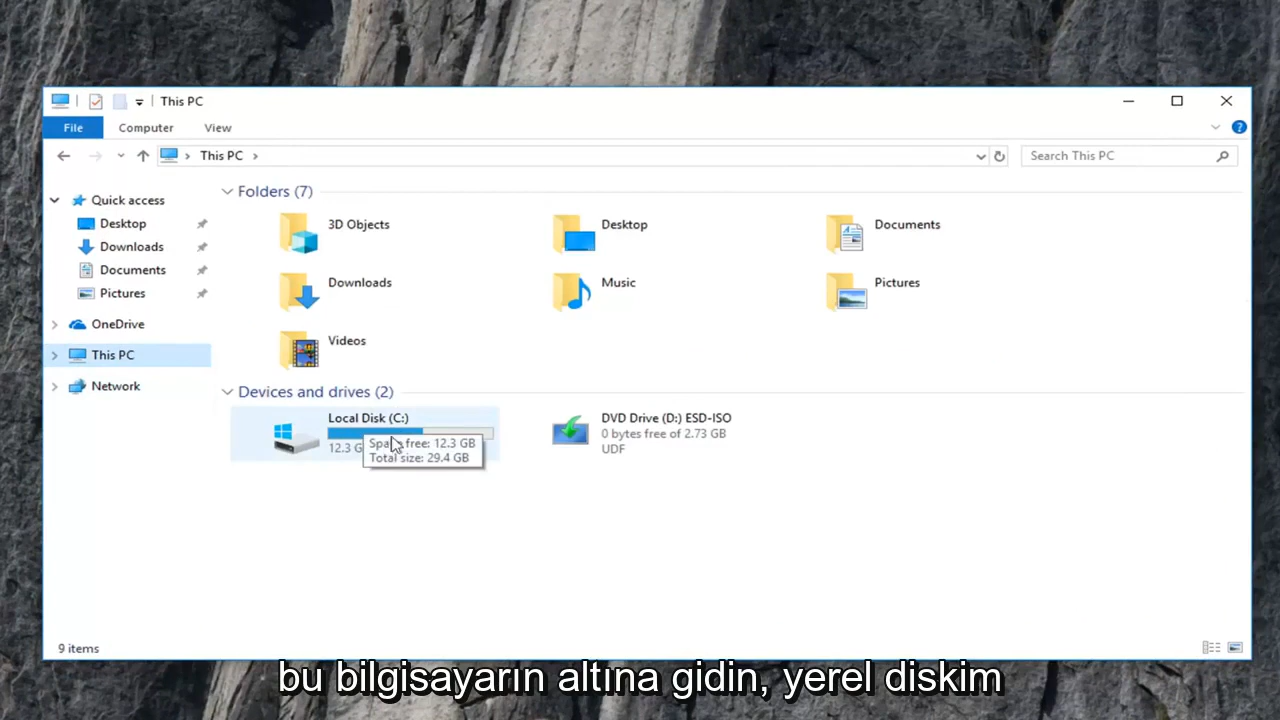 This PC
File
Computer
View
This PC
Search This PC
Quick access
Desktop
Downloads
Documents
Pictures
OneDrive
This PC
Network
Folders (7)
3D Objects
Desktop
Documents
Downloads
Music
Pictures
Videos
Devices and drives (2)
Local Disk (C:)
12.3 G
Space free: 12.3 GB
Total size: 29.4 GB
DVD Drive (D:) ESD-ISO
0 bytes free of 2.73 GB
UDF
9 items
bu bilgisayarın altına gidin, yerel diskim